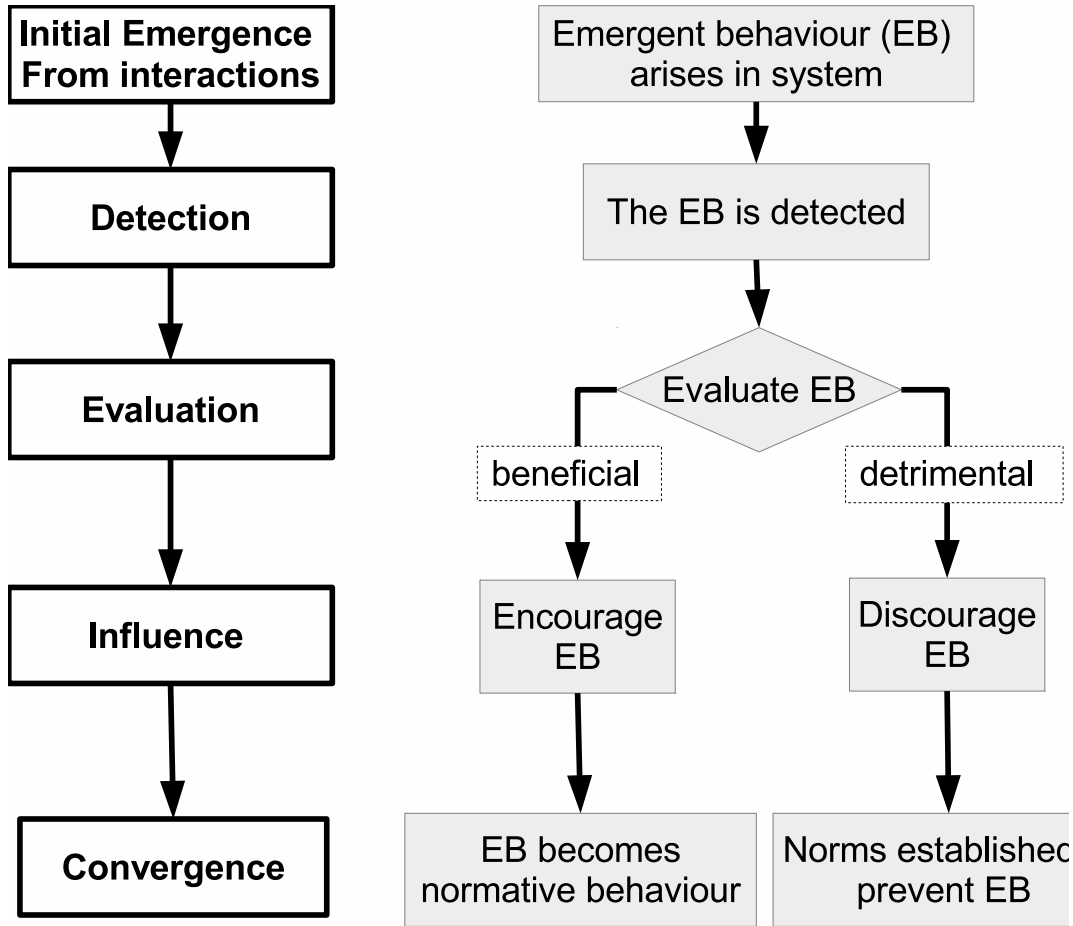 Initial Emergence
From interactions
Detection
Evaluation
Influence
Convergence
Emergent behaviour (EB)
arises in system
The EB is detected
Evaluate EB
beneficial
detrimental
Encourage
EB
Discourage
EB
EB becomes
normative behaviour
Norms established
prevent EB